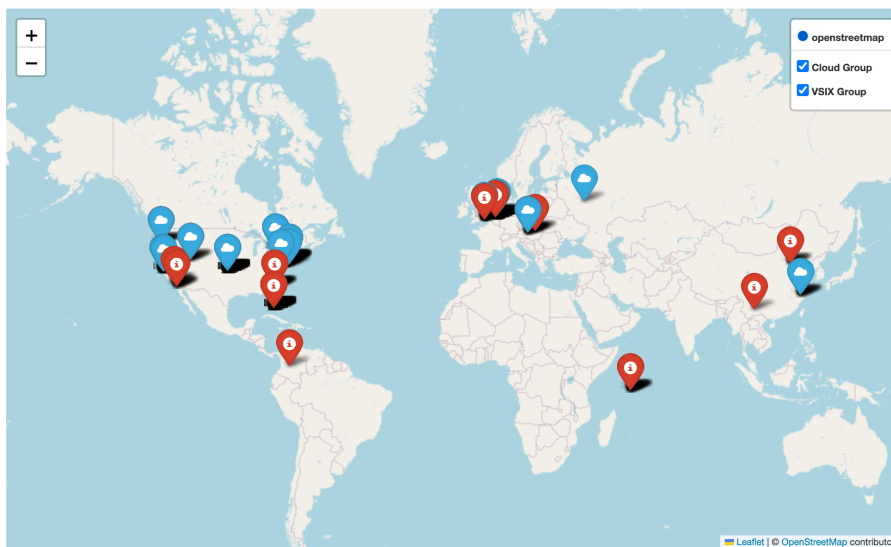 +
−
openstreetmap
Cloud Group
VSIX Group
Leaflet | © OpenStreetMap contributo